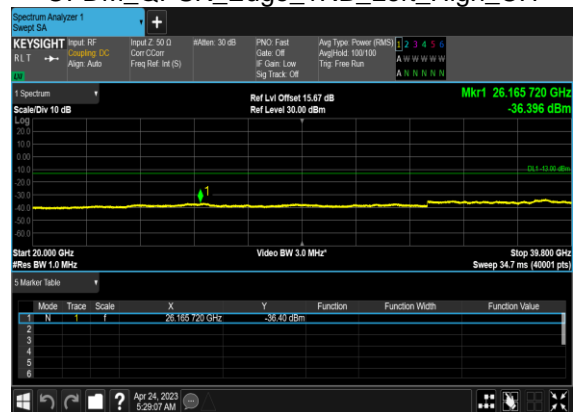 Spectrum Analyzer 1
Swept SA
+
KEYSIGHT Input: RF Input Z: 50 Ω #Atten: 30 dB PNO: Fast Avg Type: Power (RMS) 1 2 3 4 5 6
RLT Coupling: DC Corr CCorr Gate: Off Avg|Hold: 100/100 A W W W W W
Align: Auto Freq Ref: Int (S) IF Gain: Low Trig: Free Run
Sig Track: Off A N N N N N
LU
1 Spectrum Ref Lvl Offset 15.67 dB Mkr1 26.165 720 GHz
Scale/Div 10 dB Ref Level 30.00 dBm -36.396 dBm
Log
20.0
10.0
0.00
-10.0
DL1 -13.00 dBm
-20.0
-30.0
1
-40.0
-50.0
-60.0
Start 20.000 GHz Video BW 3.0 MHz* Stop 39.800 GHz
#Res BW 1.0 MHz Sweep 34.7 ms (40001 pts)
5 Marker Table
Mode Trace Scale X Y Function Function Width Function Value
1 N 1 f 26.165 720 GHz -36.40 dBm
2
3
4
5
6
? Apr 24, 2023
5:29:07 AM